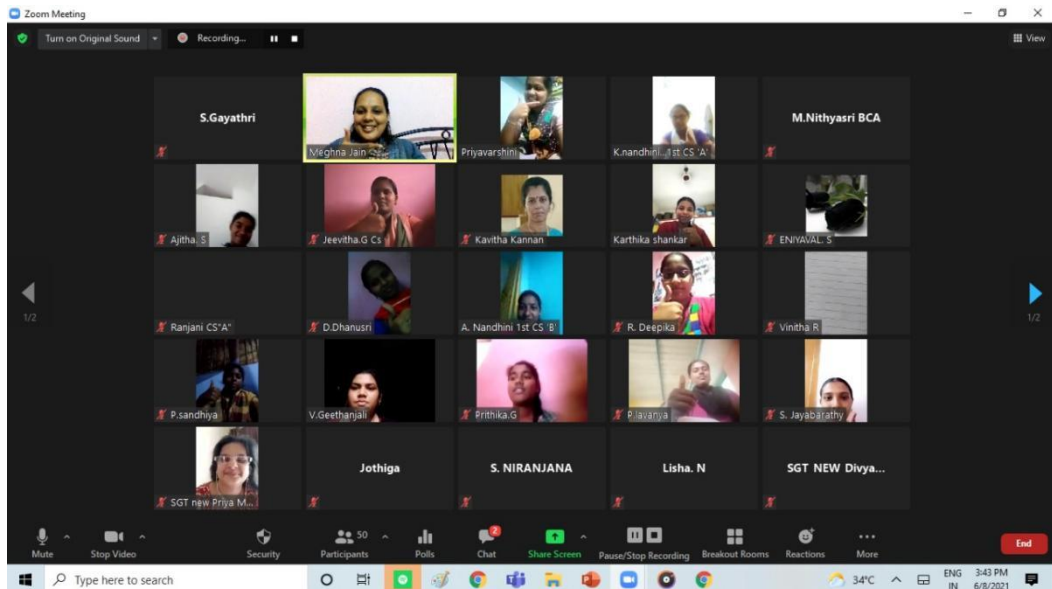 Zoom Meeting
Turn on Original Sound
Recording...
View
S.Gayathri
Meghna Jain
Priyavarshini
K.nandhini...1st CS 'A'
M.Nithyasri BCA
Ajitha. S
Jeevitha.G Cs
Kavitha Kannan
Karthika shankar
ENIYAVAL. S
Ranjani CS"A"
D.Dhanusri
A. Nandhini 1st CS 'B'
R. Deepika
Vinitha R
1/2
1/2
P.sandhiya
V.Geethanjali
Prithika.G
P.lavanya
S. Jayabarathy
SGT new Priya M...
Jothiga
S. NIRANJANA
Lisha. N
SGT NEW Divya...
Mute
Stop Video
Security
50
Participants
Polls
2
Chat
Share Screen
Pause/Stop Recording
Breakout Rooms
Reactions
More
End
Type here to search
34°C
ENG
IN
3:43 PM
6/8/2021